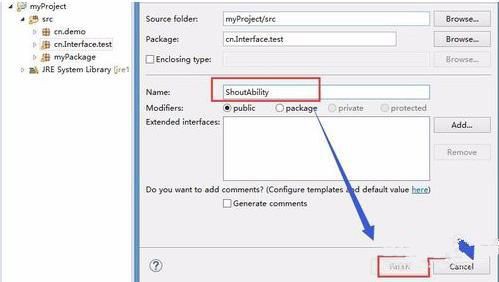 myProject
src
cn.demo
cn.Interface.test
myPackage
JRE System Library [jre1
Source folder: myProject/src Browse...
Package: cn.Interface.test Browse...
Enclosing type: Browse...
Name: ShoutAbility
Modifiers: public package private protected
Extended interfaces: Add...
Remove
Do you want to add comments? (Configure templates and default value here)
Generate comments
? Cancel